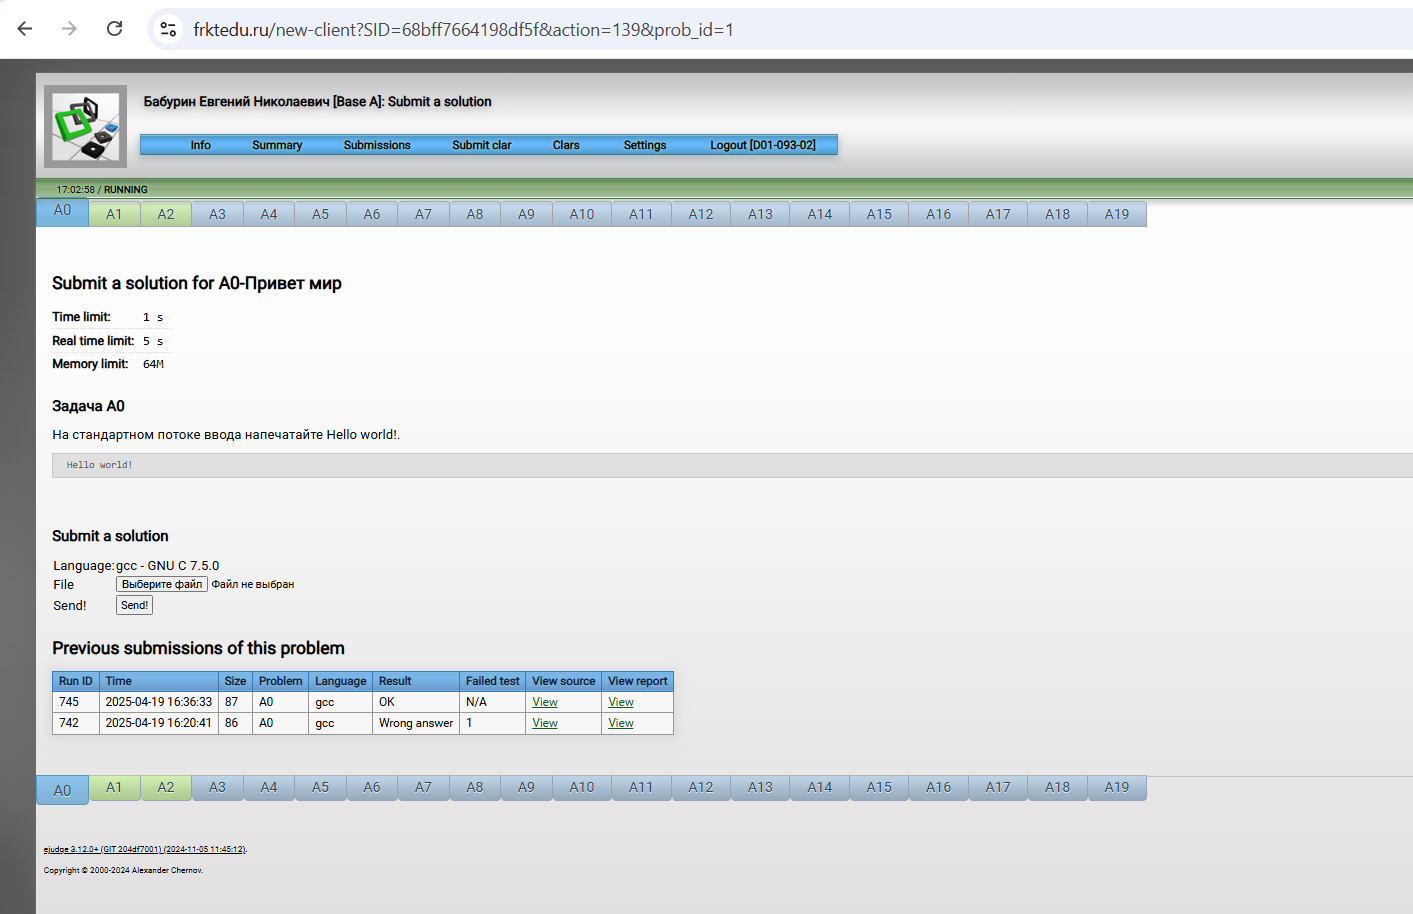 frktedu.ru/new-client?SID=68bff7664198df5f&action=139&prob_id=1
Бабурин Евгений Николаевич [Base A]: Submit a solution
Info Summary Submissions Submit clar Clars Settings Logout [D01-093-02]
17:02:58 / RUNNING
A0 A1 A2 A3 A4 A5 A6 A7 A8 A9 A10 A11 A12 A13 A14 A15 A16 A17 A18 A19
Submit a solution for A0-Привет мир
Time limit: 1 s
Real time limit: 5 s
Memory limit: 64M
Задача A0
На стандартном потоке ввода напечатайте Hello world!.
Hello world!
Submit a solution
Language: gcc - GNU C 7.5.0
File Выберите файл Файл не выбран
Send! Send!
Previous submissions of this problem
Run ID Time Size Problem Language Result Failed test View source View report
745 2025-04-19 16:36:33 87 A0 gcc OK N/A View View
742 2025-04-19 16:20:41 86 A0 gcc Wrong answer 1 View View
A0 A1 A2 A3 A4 A5 A6 A7 A8 A9 A10 A11 A12 A13 A14 A15 A16 A17 A18 A19
ejudge 3.12.0+ (GIT 204df7001) (2024-11-05 11:45:12).
Copyright © 2000-2024 Alexander Chernov.